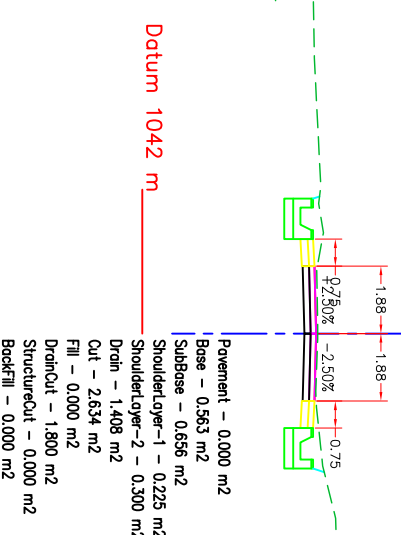 1.88
1.88
0.75
+2.50%
-2.50%
0.75
Datum 1042 m
Pavement - 0.000 m2
Base - 0.563 m2
SubBase - 0.656 m2
ShoulderLayer-1 - 0.225 m2
ShoulderLayer-2 - 0.300 m2
Drain - 1.408 m2
Cut - 2.634 m2
Fill - 0.000 m2
DrainCut - 1.800 m2
StructureCut - 0.000 m2
BackFill - 0.000 m2